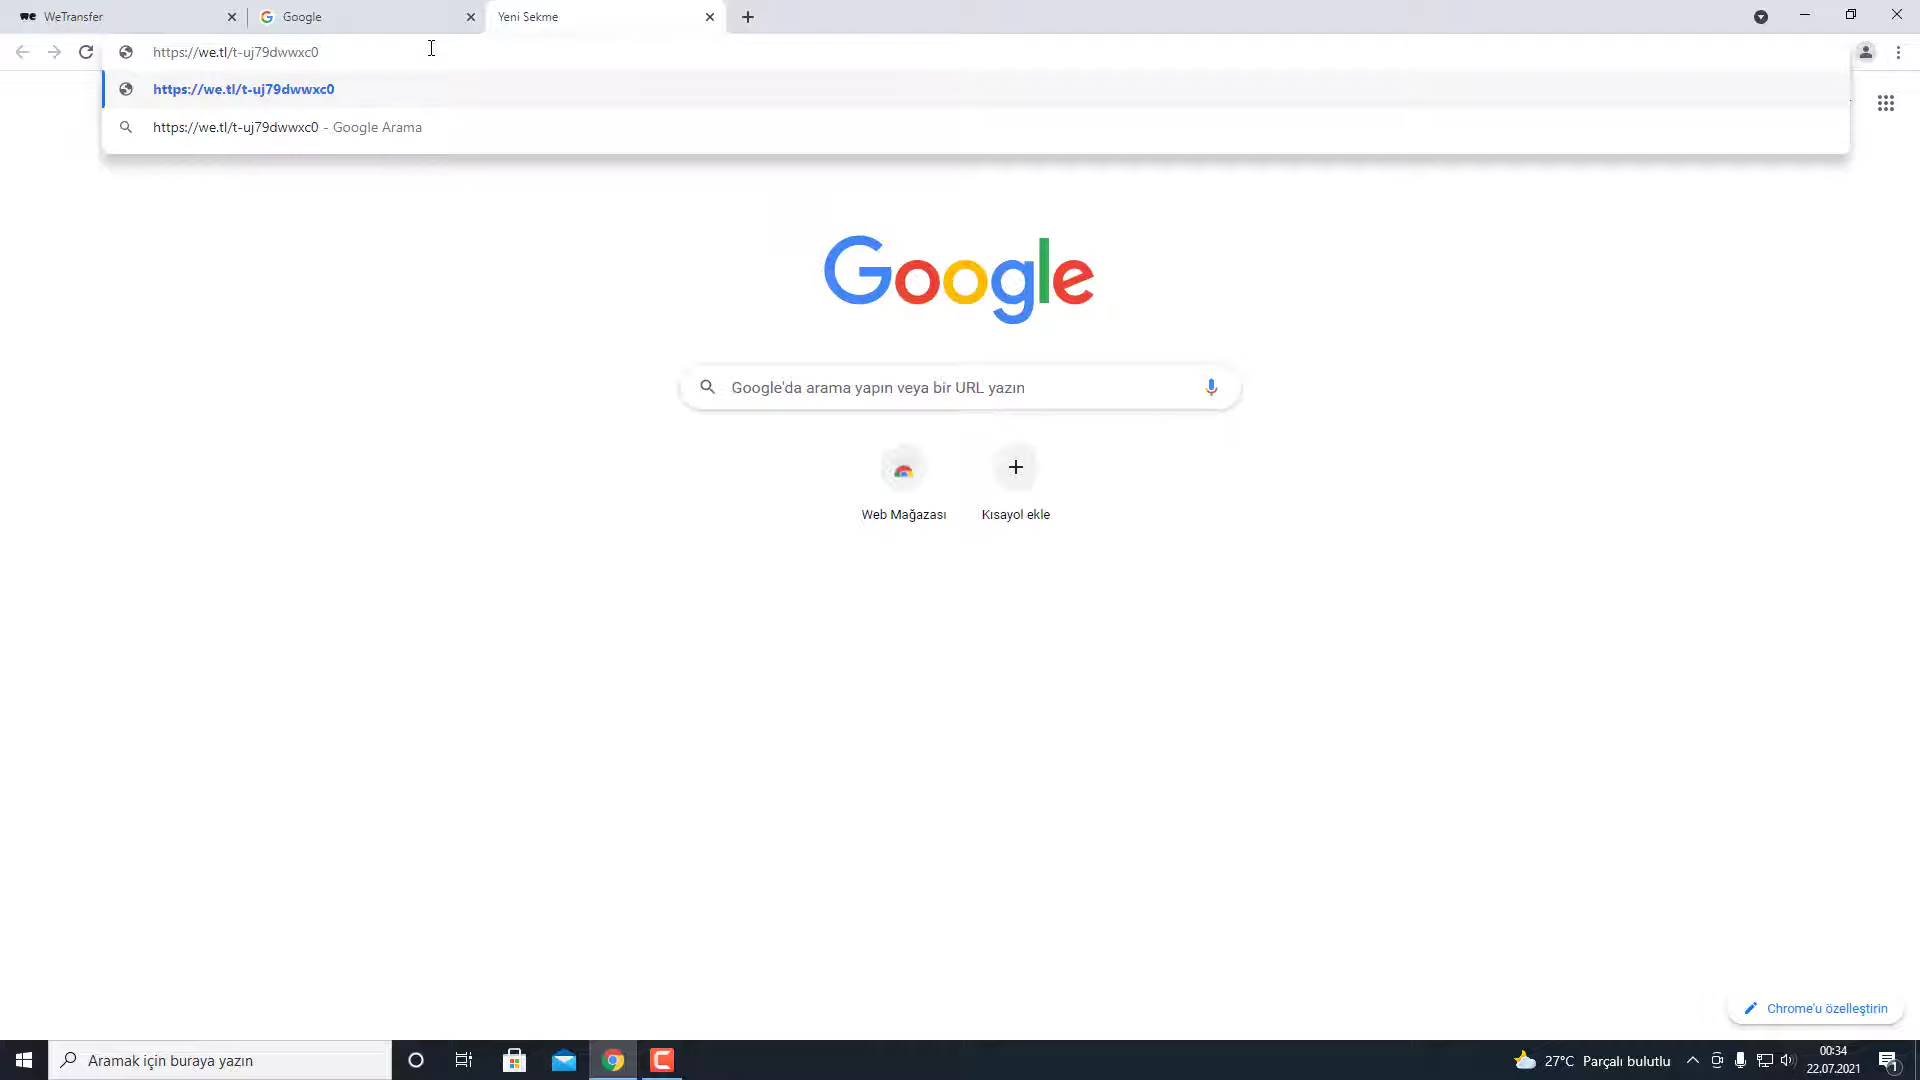 WeTransfer
Google
Yeni Sekme
https://we.tl/t-uj79dwwxc0
https://we.tl/t-uj79dwwxc0
https://we.tl/t-uj79dwwxc0 - Google Arama
Google
Google'da arama yapın veya bir URL yazın
Web Mağazası
Kısayol ekle
Chrome'u özelleştirin
Aramak için buraya yazın
27°C Parçalı bulutlu
00:34
22.07.2021
1